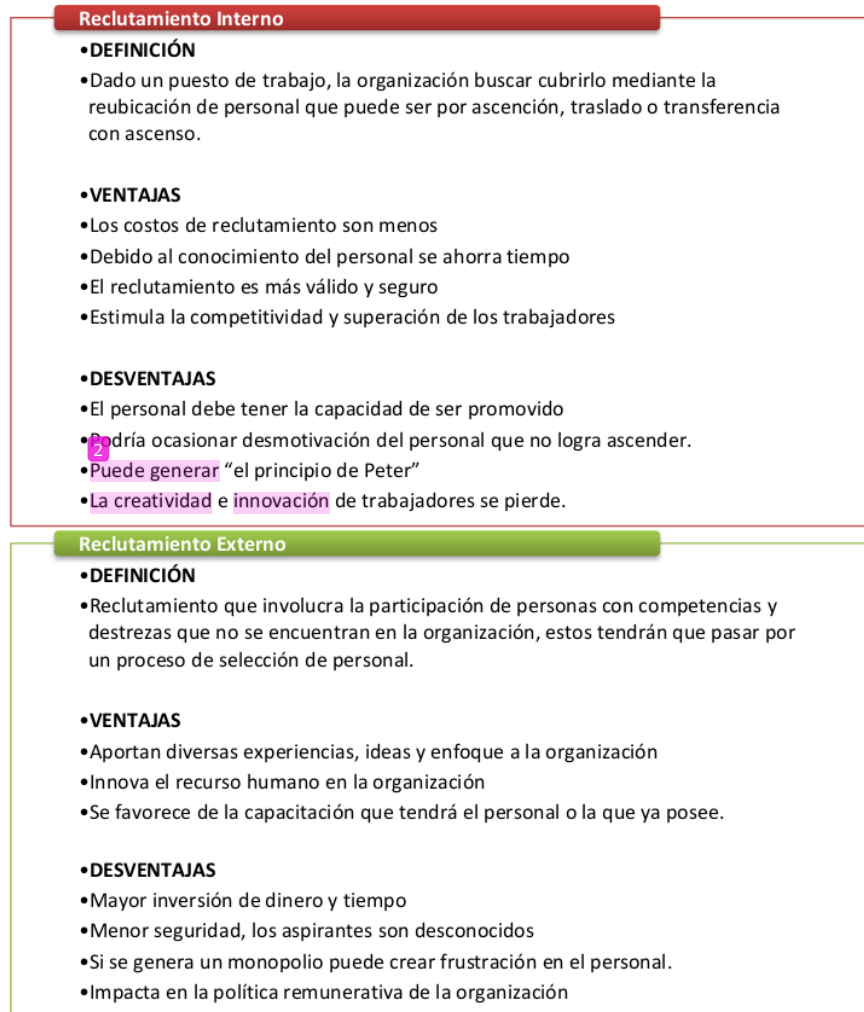 Reclutamiento Interno
•DEFINICIÓN
•Dado un puesto de trabajo, la organización buscar cubrirlo mediante la
reubicación de personal que puede ser por ascención, traslado o transferencia
con ascenso.
•VENTAJAS
•Los costos de reclutamiento son menos
•Debido al conocimiento del personal se ahorra tiempo
•El reclutamiento es más válido y seguro
•Estimula la competitividad y superación de los trabajadores
•DESVENTAJAS
•El personal debe tener la capacidad de ser promovido
•Podría ocasionar desmotivación del personal que no logra ascender.
2
•Puede generar “el principio de Peter”
•La creatividad e innovación de trabajadores se pierde.
Reclutamiento Externo
•DEFINICIÓN
•Reclutamiento que involucra la participación de personas con competencias y
destrezas que no se encuentran en la organización, estos tendrán que pasar por
un proceso de selección de personal.
•VENTAJAS
•Aportan diversas experiencias, ideas y enfoque a la organización
•Innova el recurso humano en la organización
•Se favorece de la capacitación que tendrá el personal o la que ya posee.
•DESVENTAJAS
•Mayor inversión de dinero y tiempo
•Menor seguridad, los aspirantes son desconocidos
•Si se genera un monopolio puede crear frustración en el personal.
•Impacta en la política remunerativa de la organización